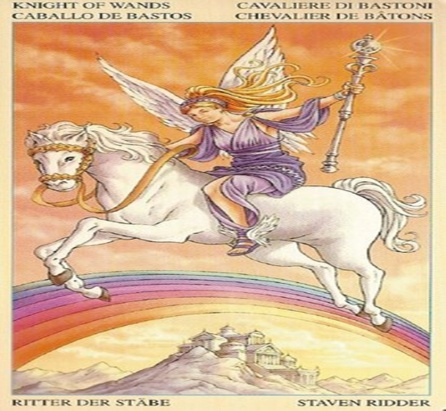 KNIGHT OF WANDS
CABALLO DE BASTOS
CAVALIERE DI BASTONI
CHEVALIER DE BÂTONS
RITTER DER STÄBE
STAVEN RIDDER